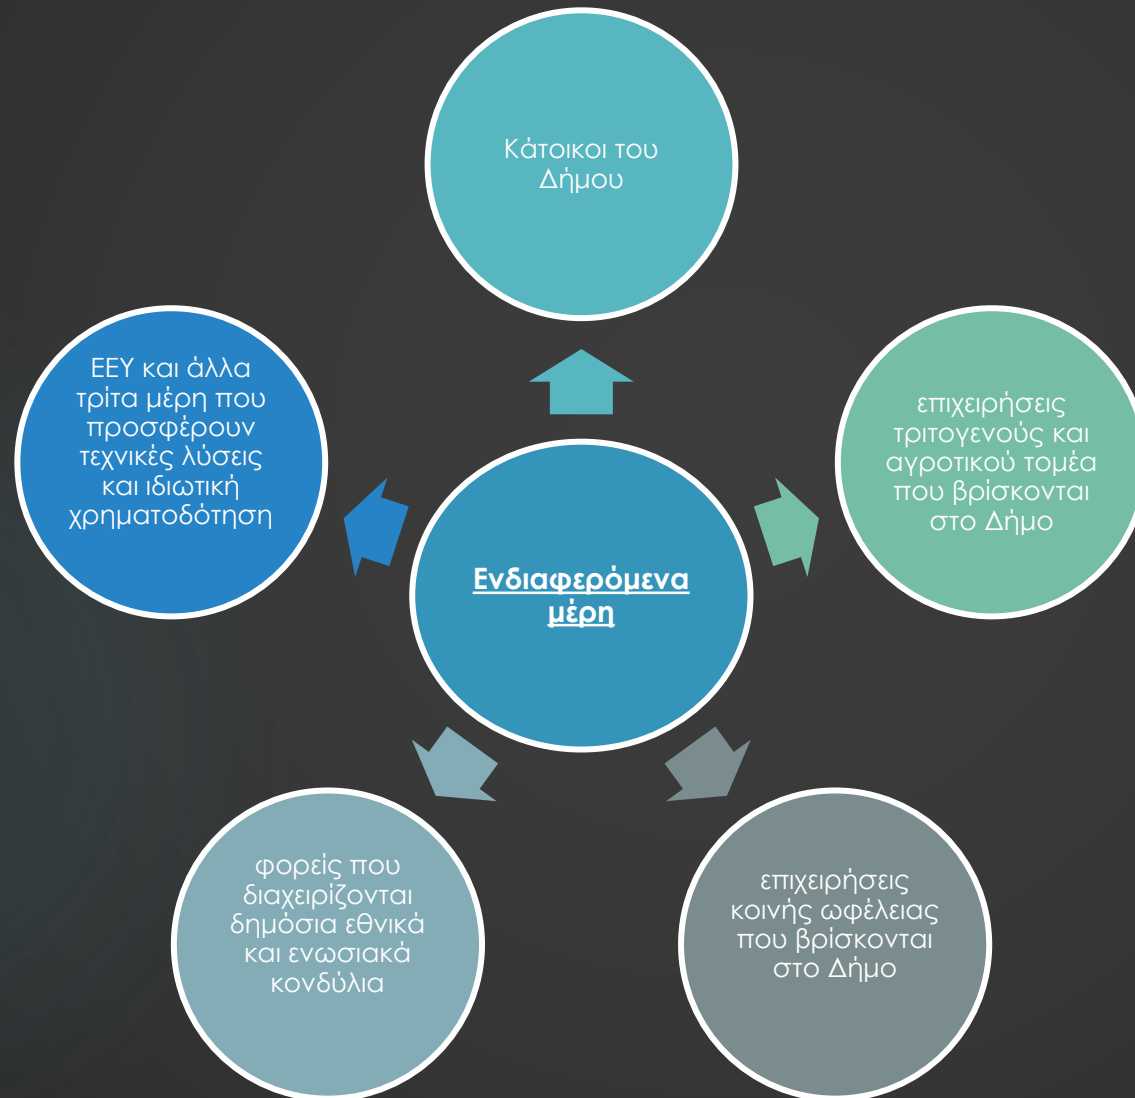 Κάτοικοι του
Δήμου
ΕΕΥ και άλλα
τρίτα μέρη που
προσφέρουν
τεχνικές λύσεις
και ιδιωτική
χρηματοδότηση
επιχειρήσεις
τριτογενούς και
αγροτικού τομέα
που βρίσκονται
στο Δήμο
Ενδιαφερόμενα
μέρη
φορείς που
διαχειρίζονται
δημόσια εθνικά
και ενωσιακά
κονδύλια
επιχειρήσεις
κοινής ωφέλειας
που βρίσκονται
στο Δήμο